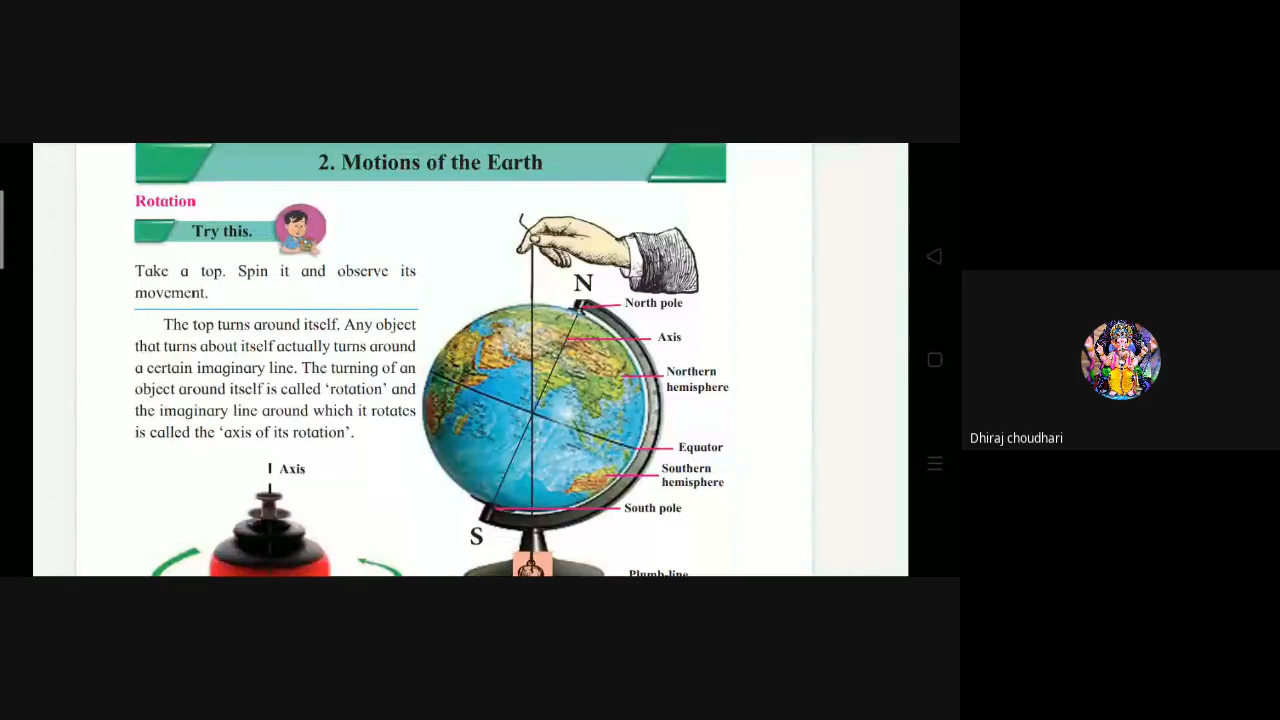 2. Motions of the Earth
Rotation
Try this.
Take a top. Spin it and observe its
movement.
The top turns around itself. Any object
that turns about itself actually turns around
a certain imaginary line. The turning of an
object around itself is called ‘rotation’ and
the imaginary line around which it rotates
is called the ‘axis of its rotation’.
Axis
N
North pole
Axis
Northern
hemisphere
Equator
Southern
hemisphere
South pole
S
Plumb-line
Dhiraj choudhari